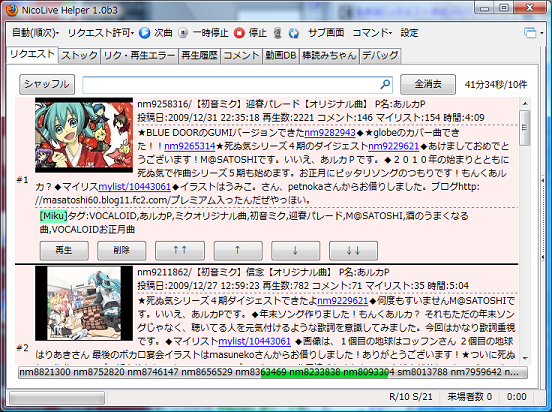 NicoLive Helper 1.0b3
自動(順次)▾ リクエスト許可▾ 次曲 一時停止 停止 サブ画面 コマンド▾ 設定
リクエスト ストック リク・再生エラー 再生履歴 コメント 動画DB 棒読みちゃん デバッグ
シャッフル 全消去 41分34秒/10件
nm9258316/【初音ミク】迎春パレード【オリジナル曲】 P名:あルカP
投稿日:2009/12/31 22:35:18 再生数:2221 コメント:146 マイリスト:154 時間:4:09
★BLUE DOORのGUMIバージョンできたnm9282943◆★globeのカバー曲でき
た！！nm9265314★死ぬ気シリーズ４期のダイジェストnm9229621◆あけましておめでと
うございます！M@SATOSHIです。いいえ、あルカＰです。◆２０１０年の始まりとともに死
ぬ気で作曲シリーズ５期も始めます。お正月にピッタリソングのつもりです！もんくあルカ
#1
？◆マイリスmylist/10443061◆イラストはうみこ。さん、petnokaさんからお借りしました。ブログhttp:
//masatoshi60.blog11.fc2.com/プレミアム入ったんだぜやっほい。
[Miku]タグ:VOCALOID,あルカP,ミクオリジナル曲,初音ミク,迎春パレード,M@SATOSHI,酒のうまくなる
曲,VOCALOIDお正月曲
再生 削除 ↑↑ ↑ ↓ ↓↓
nm9211862/【初音ミク】信念【オリジナル曲】 P名:あルカP
投稿日:2009/12/27 12:59:23 再生数:782 コメント:71 マイリスト:35 時間:5:04
★死ぬ気シリーズ４期ダイジェストできたよnm9229621◆何度もすいませんM@SATOSHIで
す。いいえ、あルカPです。◆年末ソング作りました！もんくあルカ？ それもただの年末ソ
ングじゃなく、聴いてる人を元気付けるような歌詞を意識してみました。今回はかなり歌詞重視
です。◆マイリストmylist/10443061◆画像は、１個目の地球はコッフンさん ２個目の地球
#2
はりあきさん 最後のボカロ宴会イラストはmasunekoさんからお借りしました！ありがとうございます！★ついに死ぬ
nm8821300 nm8752820 nm8746147 nm8656529 nm8363469 nm8233838 nm8093304 sm8013788 nm7959642 n...
R/10 S/21 来場者数 0 0:00